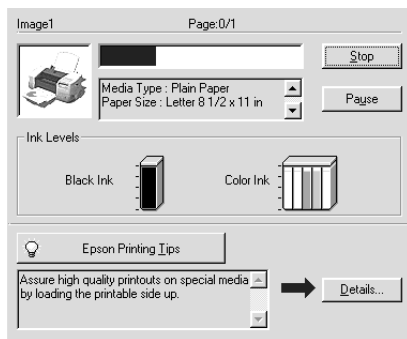 Image1 Page:0/1
Stop
Media Type : Plain Paper
Paper Size : Letter 8 1/2 x 11 in
Pause
Ink Levels
Black Ink Color Ink
Epson Printing Tips
Assure high quality printouts on special media
by loading the printable side up.
Details...